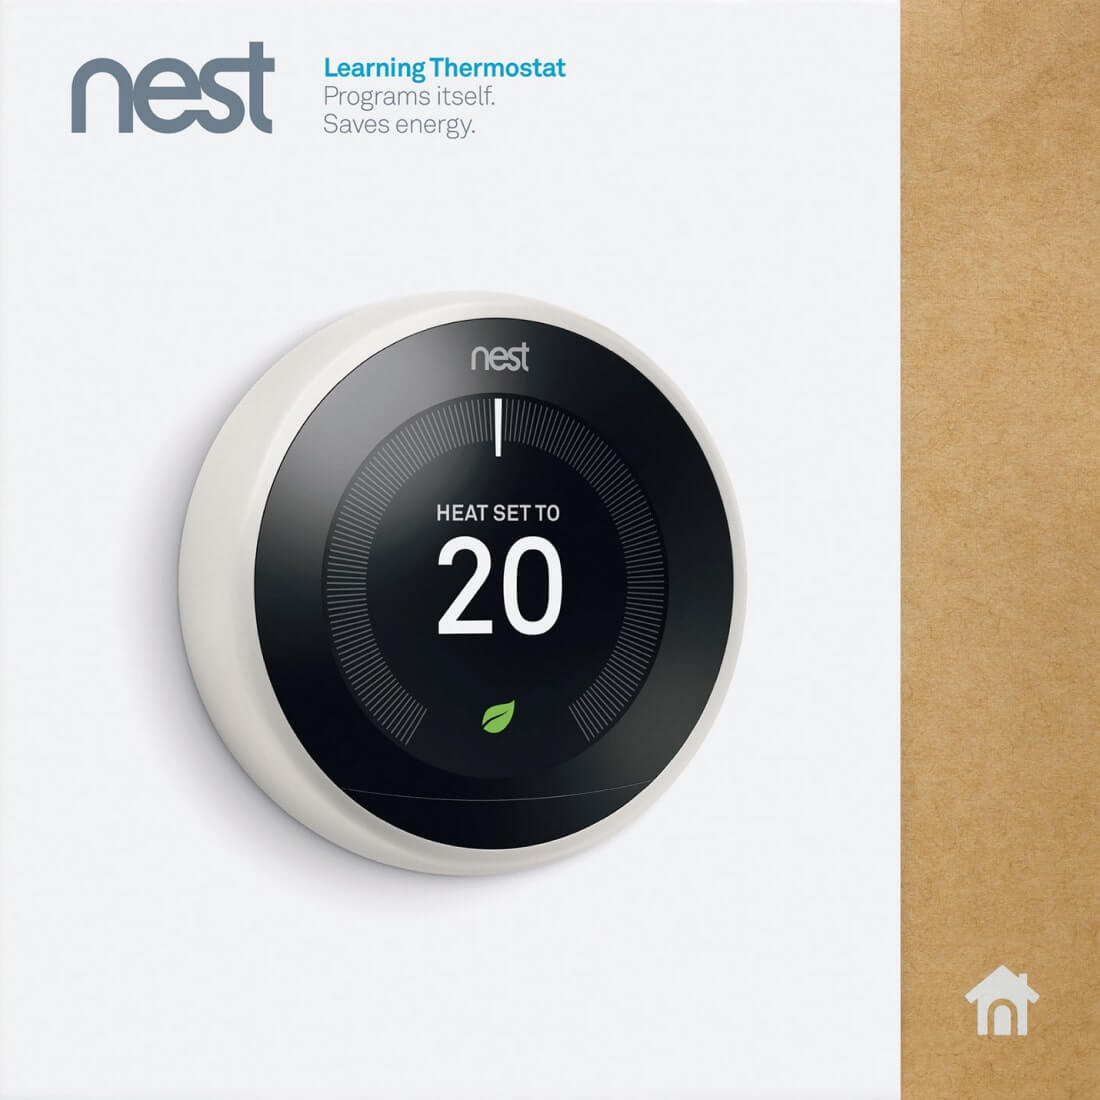 nest
Learning Thermostat
Programs itself.
Saves energy.
nest
HEAT SET TO
20